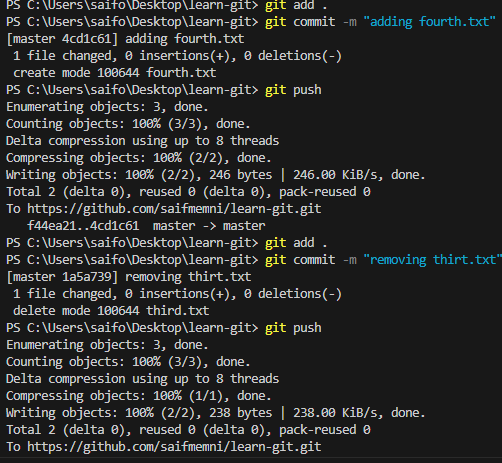 PS C:\Users\saifo\Desktop\learn-git> git add .
PS C:\Users\saifo\Desktop\learn-git> git commit -m "adding fourth.txt"
[master 4cd1c61] adding fourth.txt
 1 file changed, 0 insertions(+), 0 deletions(-)
 create mode 100644 fourth.txt
PS C:\Users\saifo\Desktop\learn-git> git push
Enumerating objects: 3, done.
Counting objects: 100% (3/3), done.
Delta compression using up to 8 threads
Compressing objects: 100% (2/2), done.
Writing objects: 100% (2/2), 246 bytes | 246.00 KiB/s, done.
Total 2 (delta 0), reused 0 (delta 0), pack-reused 0
To https://github.com/saifmemni/learn-git.git
   f44ea21..4cd1c61  master -> master
PS C:\Users\saifo\Desktop\learn-git> git add .
PS C:\Users\saifo\Desktop\learn-git> git commit -m "removing thirt.txt"
[master 1a5a739] removing thirt.txt
 1 file changed, 0 insertions(+), 0 deletions(-)
 delete mode 100644 third.txt
PS C:\Users\saifo\Desktop\learn-git> git push
Enumerating objects: 3, done.
Counting objects: 100% (3/3), done.
Delta compression using up to 8 threads
Compressing objects: 100% (1/1), done.
Writing objects: 100% (2/2), 238 bytes | 238.00 KiB/s, done.
Total 2 (delta 0), reused 0 (delta 0), pack-reused 0
To https://github.com/saifmemni/learn-git.git